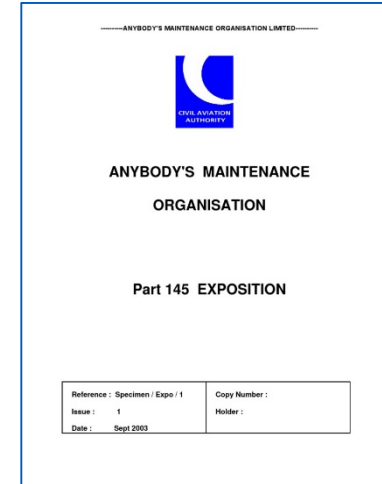 ----------ANYBODY'S MAINTENANCE ORGANISATION LIMITED----------
CIVIL AVIATION
AUTHORITY
ANYBODY'S MAINTENANCE
ORGANISATION
Part 145 EXPOSITION
Reference : Specimen / Expo / 1
Issue : 1
Date : Sept 2003
Copy Number :
Holder :